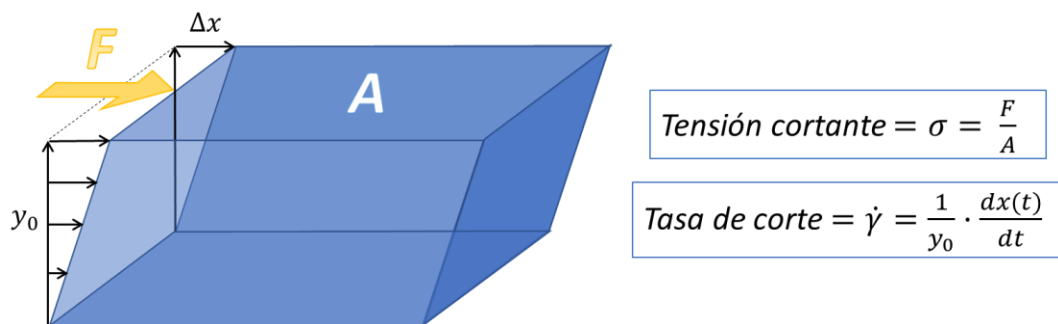 Δx
F
A
y₀
Tensión cortante = σ = F/A
Tasa de corte = γ̇ = 1/y₀ · dx(t)/dt